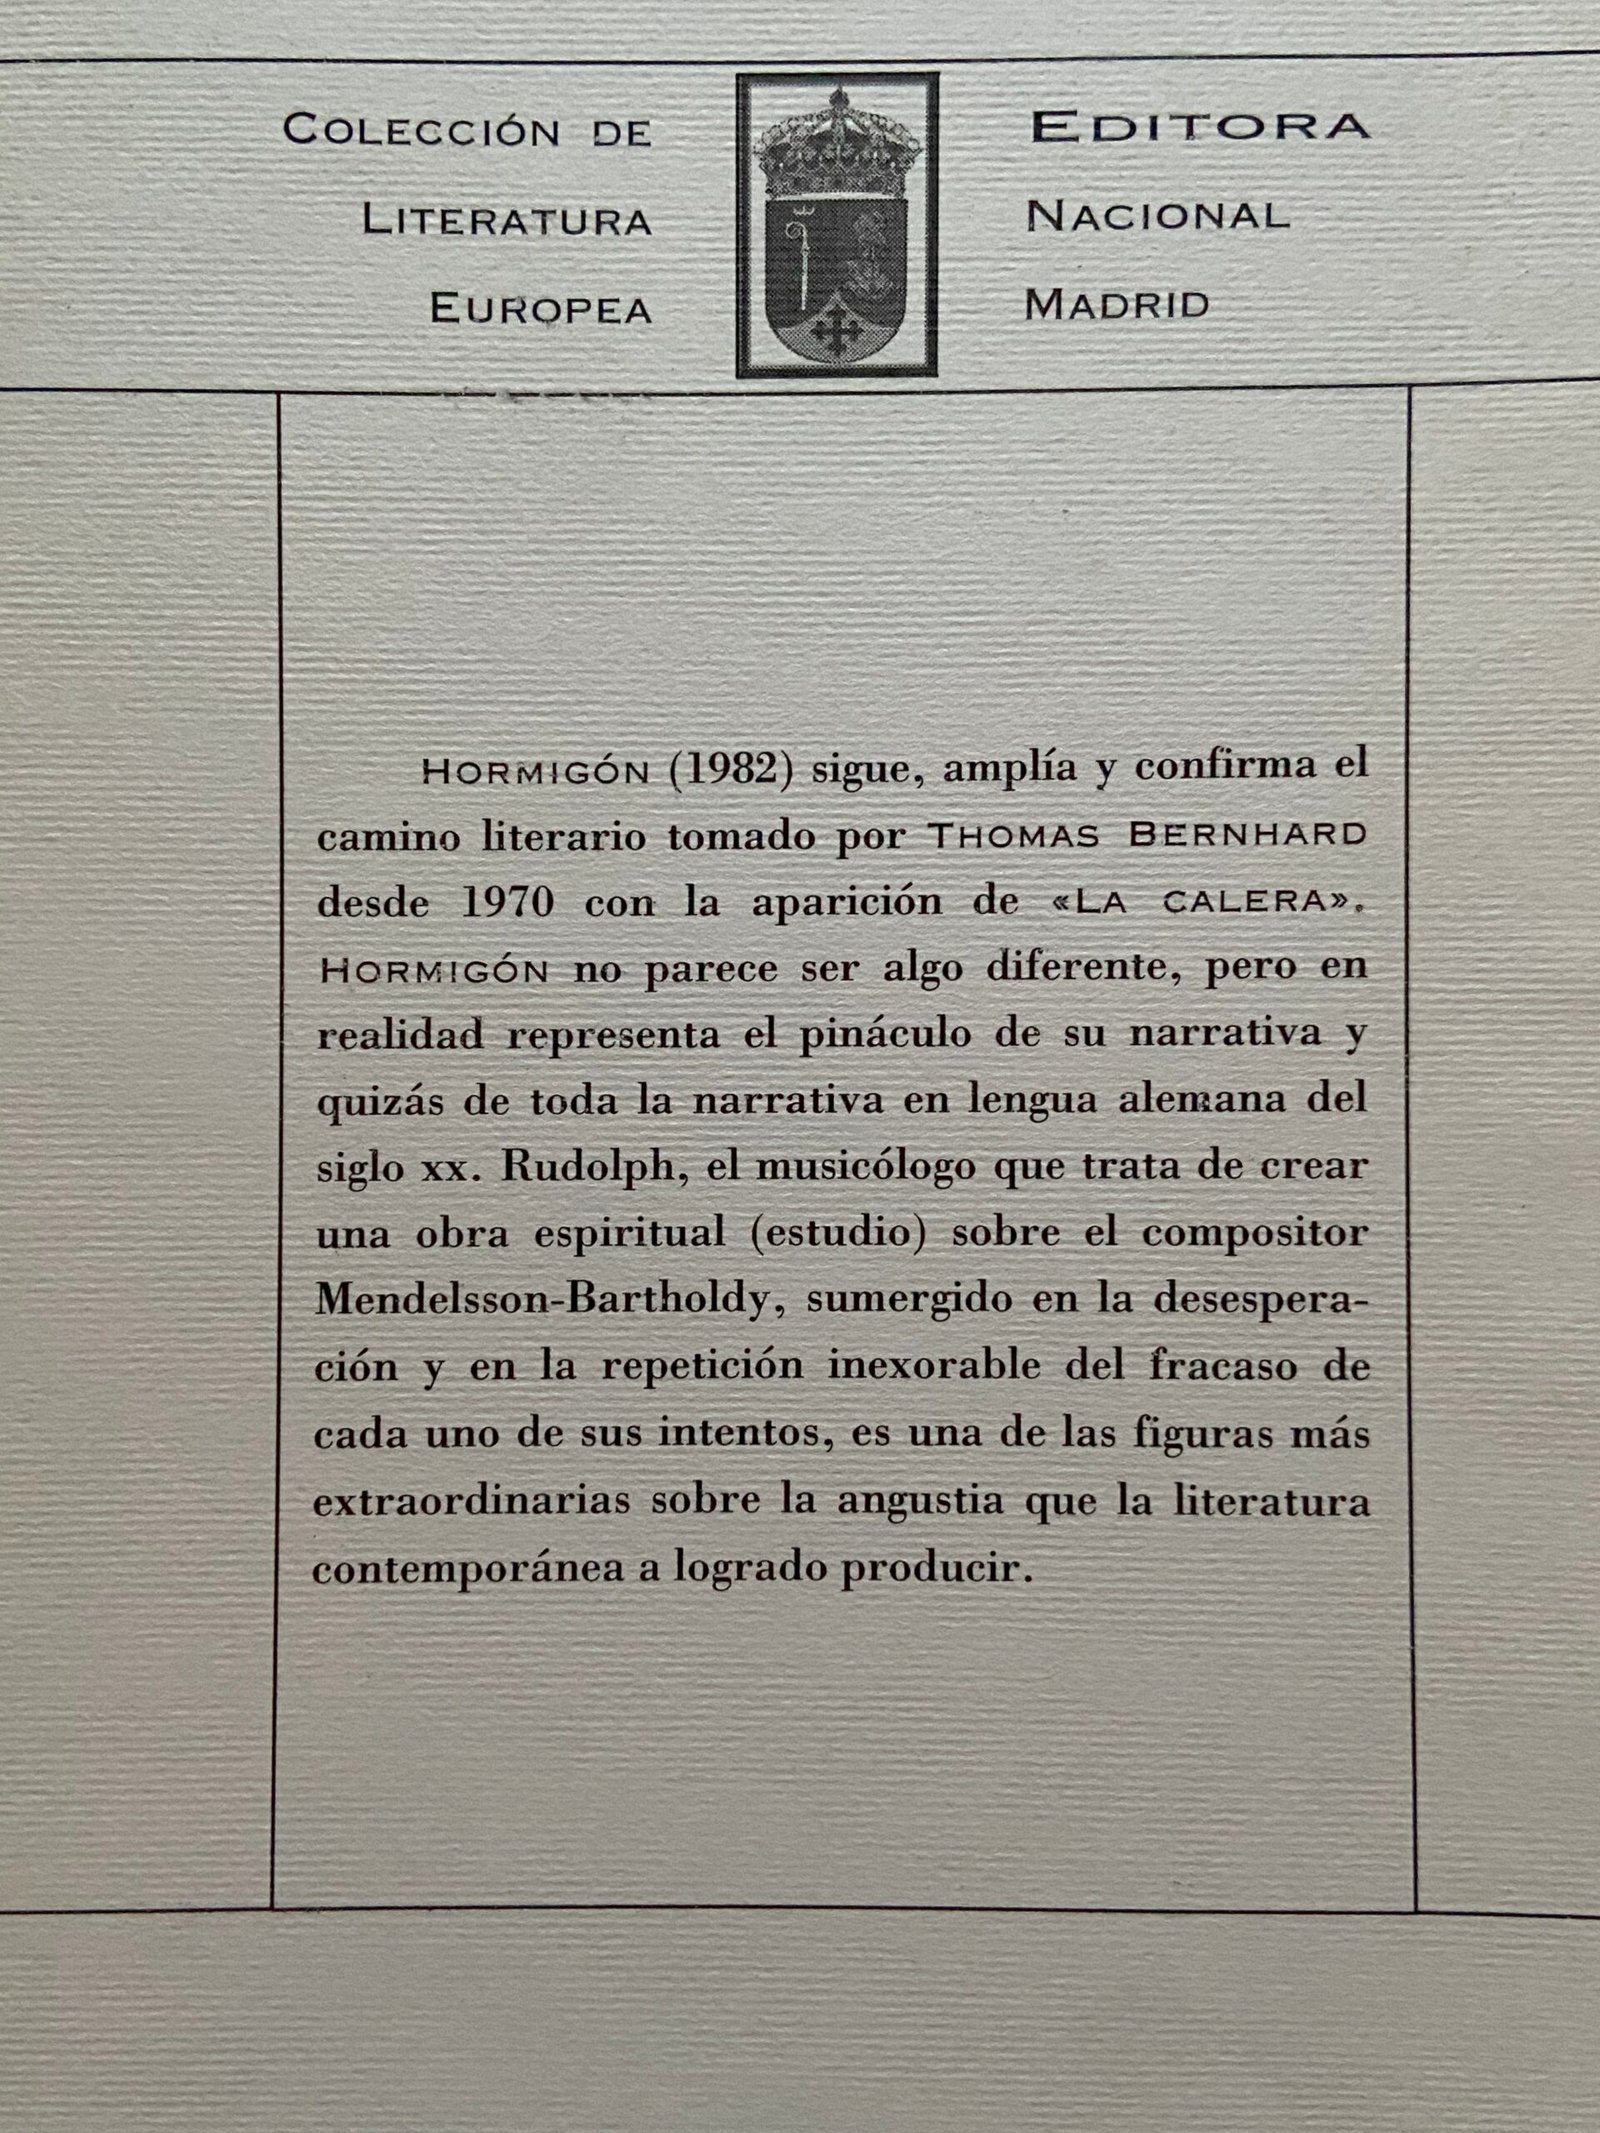 COLECCIÓN DE
LITERATURA
EUROPEA
EDITORA
NACIONAL
MADRID
HORMIGÓN (1982) sigue, amplía y confirma el
camino literario tomado por THOMAS BERNHARD
desde 1970 con la aparición de «LA CALERA».
HORMIGÓN no parece ser algo diferente, pero en
realidad representa el pináculo de su narrativa y
quizás de toda la narrativa en lengua alemana del
siglo XX. Rudolph, el musicólogo que trata de crear
una obra espiritual (estudio) sobre el compositor
Mendelsson-Bartholdy, sumergido en la desespera-
ción y en la repetición inexorable del fracaso de
cada uno de sus intentos, es una de las figuras más
extraordinarias sobre la angustia que la literatura
contemporánea a logrado producir.